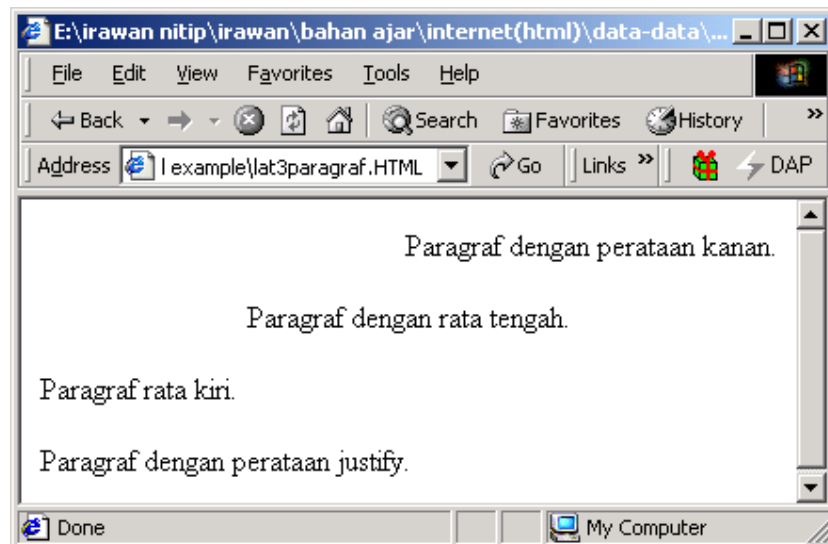 E:\irawan nitip\irawan\bahan ajar\internet(html)\data-data\...
File Edit View Favorites Tools Help
Back Search Favorites History »
Address l example\lat3paragraf.HTML Go Links » DAP
Paragraf dengan perataan kanan.
Paragraf dengan rata tengah.
Paragraf rata kiri.
Paragraf dengan perataan justify.
Done My Computer